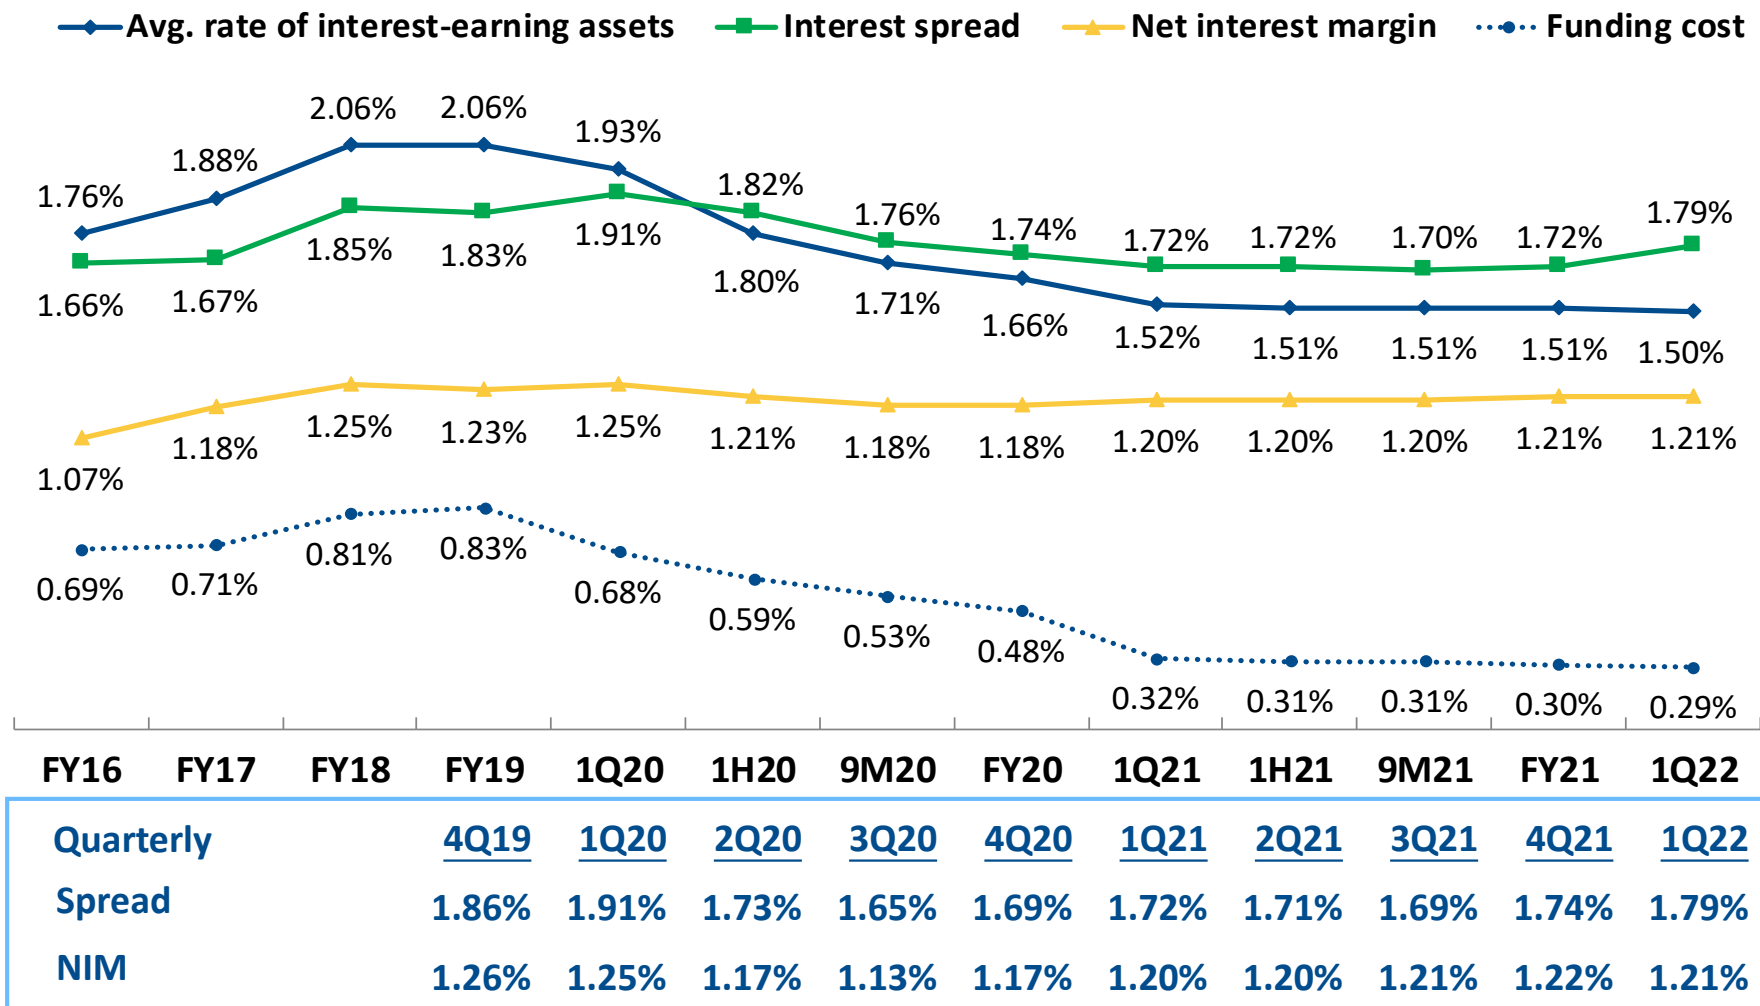 Avg. rate of interest-earning assets Interest spread Net interest margin Funding cost
2.06% 2.06%
1.93%
1.88%
1.76% 1.82% 1.76% 1.74% 1.72% 1.72% 1.70% 1.72% 1.79%
1.66% 1.67% 1.85% 1.83% 1.91% 1.80% 1.71% 1.66% 1.52% 1.51% 1.51% 1.51% 1.50%
1.07% 1.18% 1.25% 1.23% 1.25% 1.21% 1.18% 1.18% 1.20% 1.20% 1.20% 1.21% 1.21%
0.69% 0.71% 0.81% 0.83% 0.68% 0.59% 0.53% 0.48% 0.32% 0.31% 0.31% 0.30% 0.29%
FY16 FY17 FY18 FY19 1Q20 1H20 9M20 FY20 1Q21 1H21 9M21 FY21 1Q22
Quarterly 4Q19 1Q20 2Q20 3Q20 4Q20 1Q21 2Q21 3Q21 4Q21 1Q22
Spread 1.86% 1.91% 1.73% 1.65% 1.69% 1.72% 1.71% 1.69% 1.74% 1.79%
NIM 1.26% 1.25% 1.17% 1.13% 1.17% 1.20% 1.20% 1.21% 1.22% 1.21%